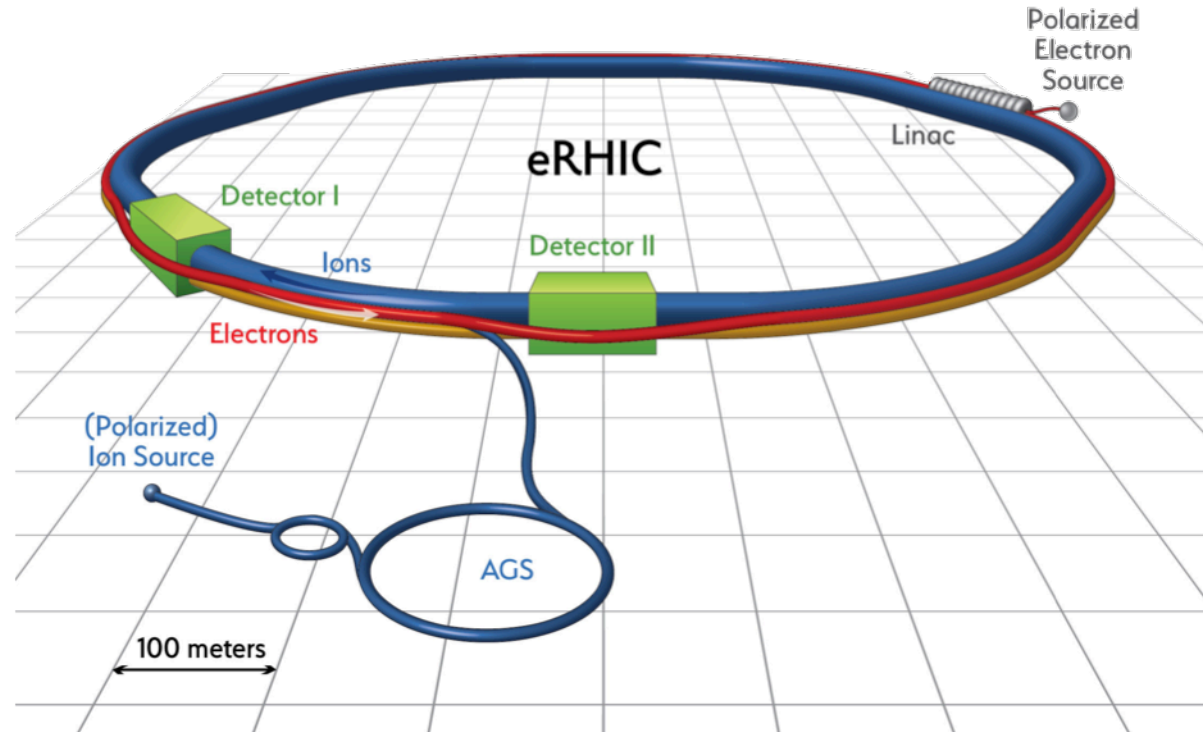 Polarized
Electron
Source
Linac
eRHIC
Detector I
Detector II
Ions
Electrons
(Polarized)
Ion Source
AGS
100 meters